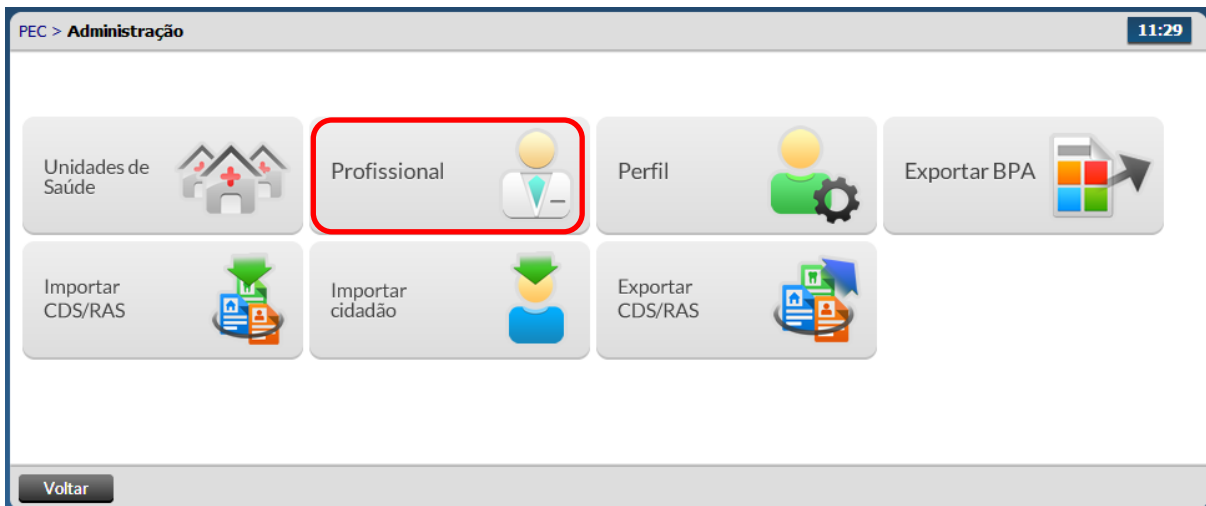 PEC > Administração
11:29
Unidades de
Saúde
Profissional
Perfil
Exportar BPA
Importar
CDS/RAS
Importar
cidadão
Exportar
CDS/RAS
Voltar